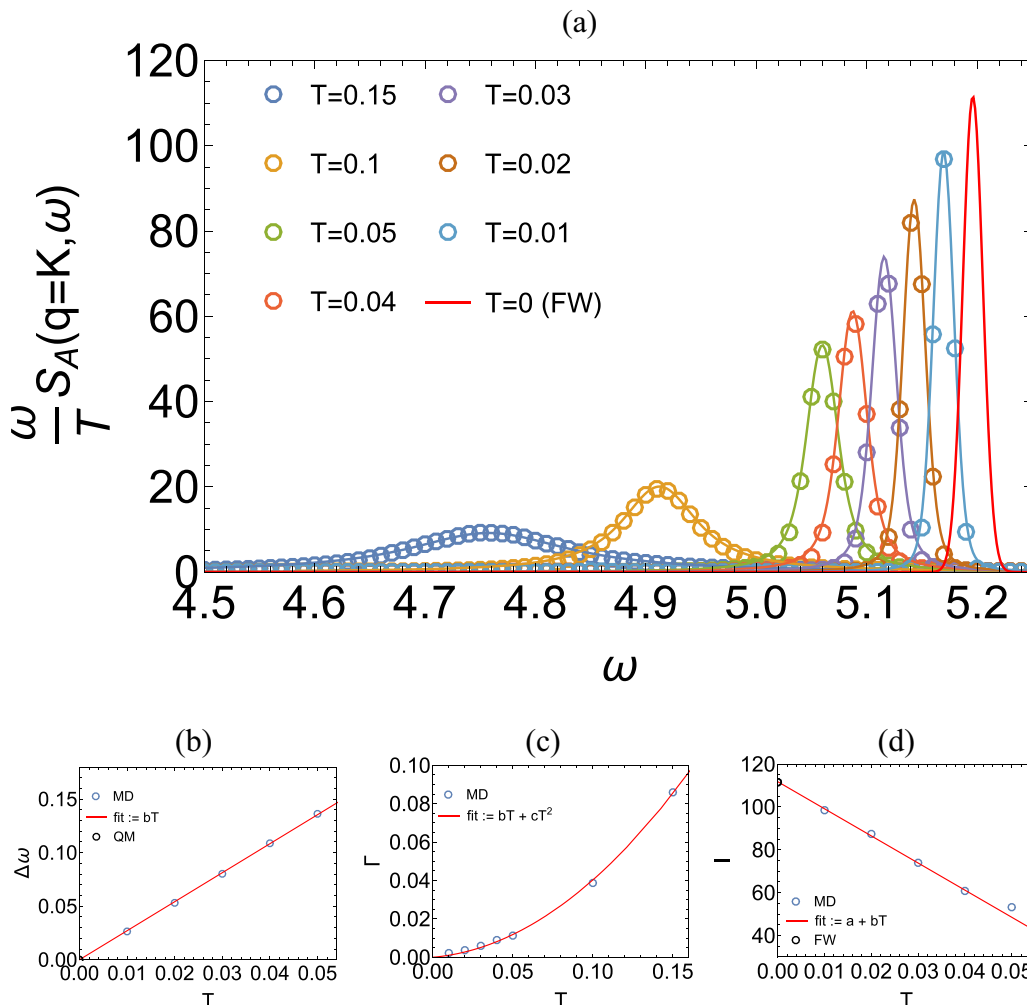 (a)
ω/T S_A(q=K,ω)
120
100
80
60
40
20
0
T=0.15
T=0.03
T=0.1
T=0.02
T=0.05
T=0.01
T=0.04
T=0 (FW)
4.5 4.6 4.7 4.8 4.9 5.0 5.1 5.2
ω
(b)
Δω
0.15
0.10
0.05
0.00
MD
fit := bT
QM
0.00 0.01 0.02 0.03 0.04 0.05
T
(c)
Γ
0.10
0.08
0.06
0.04
0.02
0.00
MD
fit := bT + cT²
0.00 0.05 0.10 0.15
T
(d)
I
120
100
80
60
40
MD
fit := a + bT
FW
0.00 0.01 0.02 0.03 0.04 0.05
T